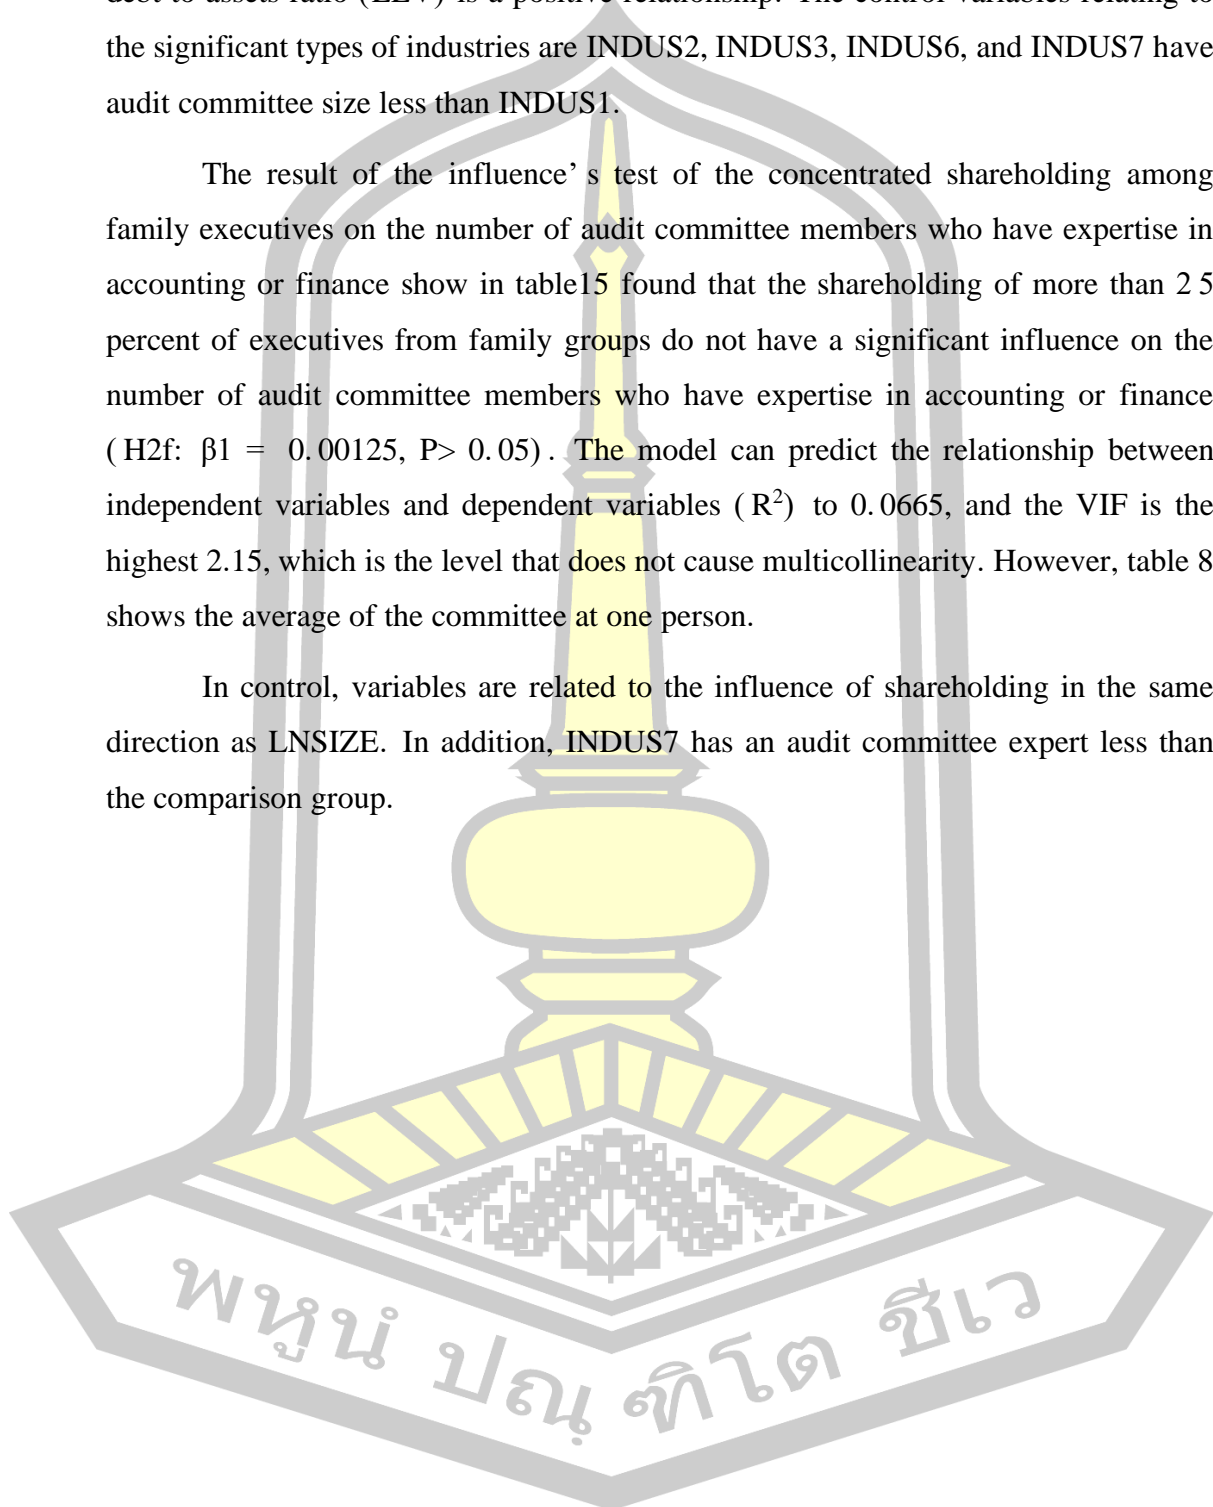 debt to assets ratio (LEV) is a positive relationship. The control variables relating to
the significant types of industries are INDUS2, INDUS3, INDUS6, and INDUS7 have
audit committee size less than INDUS1.
The result of the influence’ s test of the concentrated shareholding among
family executives on the number of audit committee members who have expertise in
accounting or finance show in table15 found that the shareholding of more than 2 5
percent of executives from family groups do not have a significant influence on the
number of audit committee members who have expertise in accounting or finance
( H2f: β1 = 0. 00125, P> 0. 05) . The model can predict the relationship between
independent variables and dependent variables ( R²) to 0. 0665, and the VIF is the
highest 2.15, which is the level that does not cause multicollinearity. However, table 8
shows the average of the committee at one person.
In control, variables are related to the influence of shareholding in the same
direction as LNSIZE. In addition, INDUS7 has an audit committee expert less than
the comparison group.
พหูนํ ปณฺฑิโต ชีเว